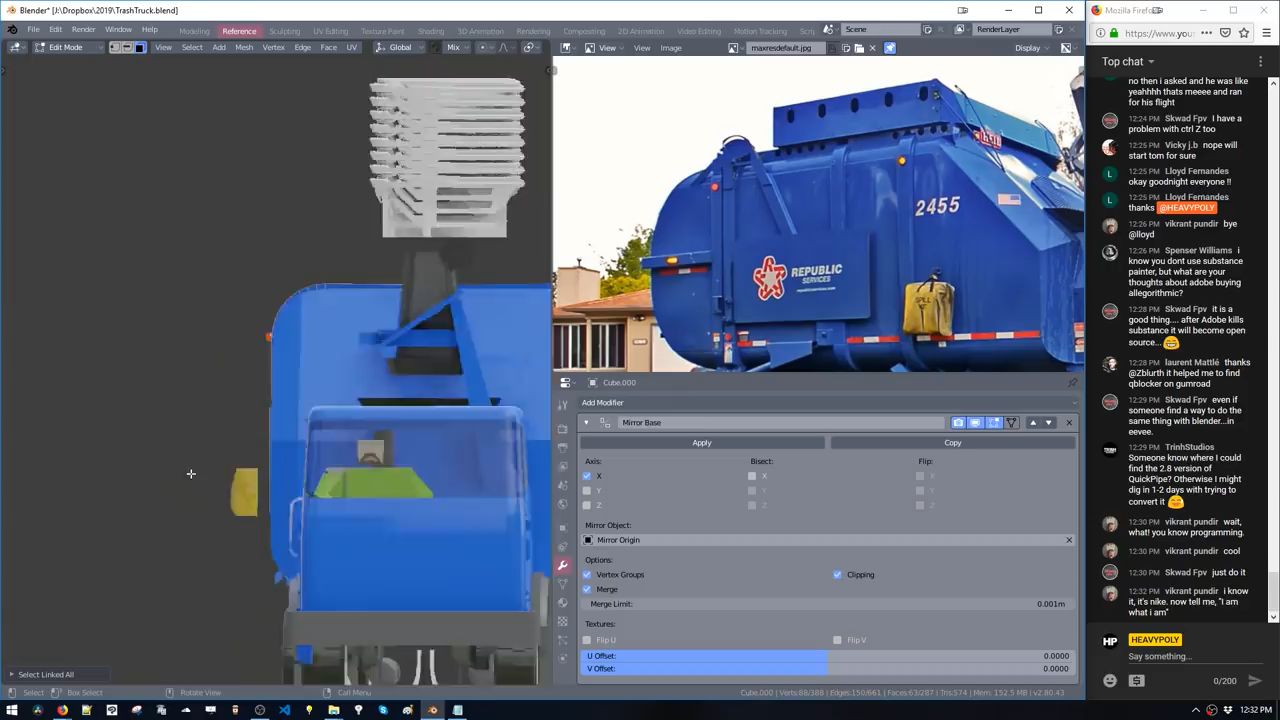 Blender* [J:\Dropbox\2019\TrashTruck.blend]
File Edit Render Window Help Layout Reference Sculpting UV Editing Texture Paint Shading 3D Animation Rendering Compositing 2D Animation Video Editing Motion Tracking Scene RenderLayer
Edit Mode View Select Add Mesh Vertex Edge Face UV Global Mix
View View Image maxresdefault.jpg Display
2455
REPUBLIC
SERVICES
SPILL
KIT
Cube.000
Add Modifier
Mirror Base
Apply Copy
Axis: Bisect: Flip:
X X X
Y Y Y
Z Z Z
Mirror Object:
Mirror Origin
Options:
Vertex Groups Clipping
Merge
Merge Limit: 0.001m
Textures:
Flip U Flip V
U Offset: 0.0000
V Offset: 0.0000
Select Linked All
Select Box Select Rotate View Call Menu
Cube.000 | Verts:88/388 | Edges:150/661 | Faces:63/287 | Tris:574 | Mem: 152.5 MB | v2.80.43
Mozilla Firefox
https://www.you
Top chat
no then i asked and he was like
yeahhhh thats meeee and ran
for his flight
12:24 PM Skwad Fpv I have a
problem with ctrl Z too
12:25 PM Vicky j.b nope will
start tom for sure
12:25 PM Lloyd Fernandes
okay goodnight everyone !!
12:25 PM Lloyd Fernandes
thanks @HEAVYPOLY
12:26 PM vikrant pundir bye
@lloyd
12:26 PM Spenser Williams i
know you dont use substance
painter, but what are your
thoughts about adobe buying
allegorithmic?
12:28 PM Skwad Fpv it is a
good thing.... after Adobe kills
substance it will become open
source...
12:28 PM laurent Mattlé thanks
@Zblurth it helped me to find
qblocker on gumroad
12:29 PM Skwad Fpv even if
someone find a way to do the
same thing with blender...in
eevee.
12:29 PM TrinhStudios
Someone know where I could
find the 2.8 version of
QuickPipe? Otherwise I might
dig in 1-2 days with trying to
convert it
12:30 PM vikrant pundir wait,
what! you know programming.
12:30 PM vikrant pundir cool
12:30 PM Skwad Fpv just do it
12:32 PM vikrant pundir i know
it, it's nike. now tell me, "I am
what i am"
HP HEAVYPOLY
Say something...
0/200
12:32 PM